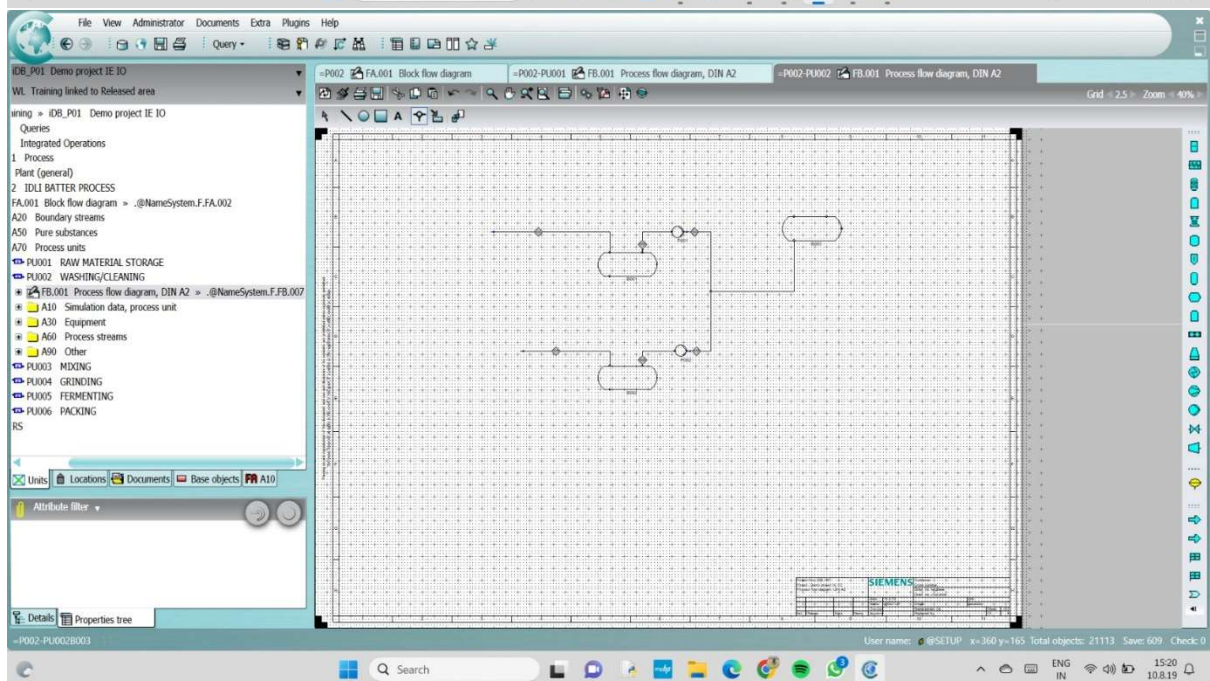 File View Administrator Documents Extra Plugins Help
Query
iDB_P01 Demo project IE IO
WL Training linked to Released area
ining » iDB_P01 Demo project IE IO
Queries
Integrated Operations
1 Process
Plant (general)
2 IDLI BATTER PROCESS
FA.001 Block flow diagram » .@NameSystem.F.FA.002
A20 Boundary streams
A50 Pure substances
A70 Process units
PU001 RAW MATERIAL STORAGE
PU002 WASHING/CLEANING
FB.001 Process flow diagram, DIN A2 » .@NameSystem.F.FB.007
A10 Simulation data, process unit
A30 Equipment
A60 Process streams
A90 Other
PU003 MIXING
PU004 GRINDING
PU005 FERMENTING
PU006 PACKING
RS
Units Locations Documents Base objects A10
Attribute filter
Details Properties tree
=P002 FA.001 Block flow diagram
=P002-PU001 FB.001 Process flow diagram, DIN A2
=P002-PU002 FB.001 Process flow diagram, DIN A2
Grid 2.5 Zoom 40%
A
SIEMENS
=P002-PU002B003
User name: @SETUP x=360 y=165 Total objects: 21113 Save: 609 Check: 0
Search
ENG
IN
15:20
10.8.19